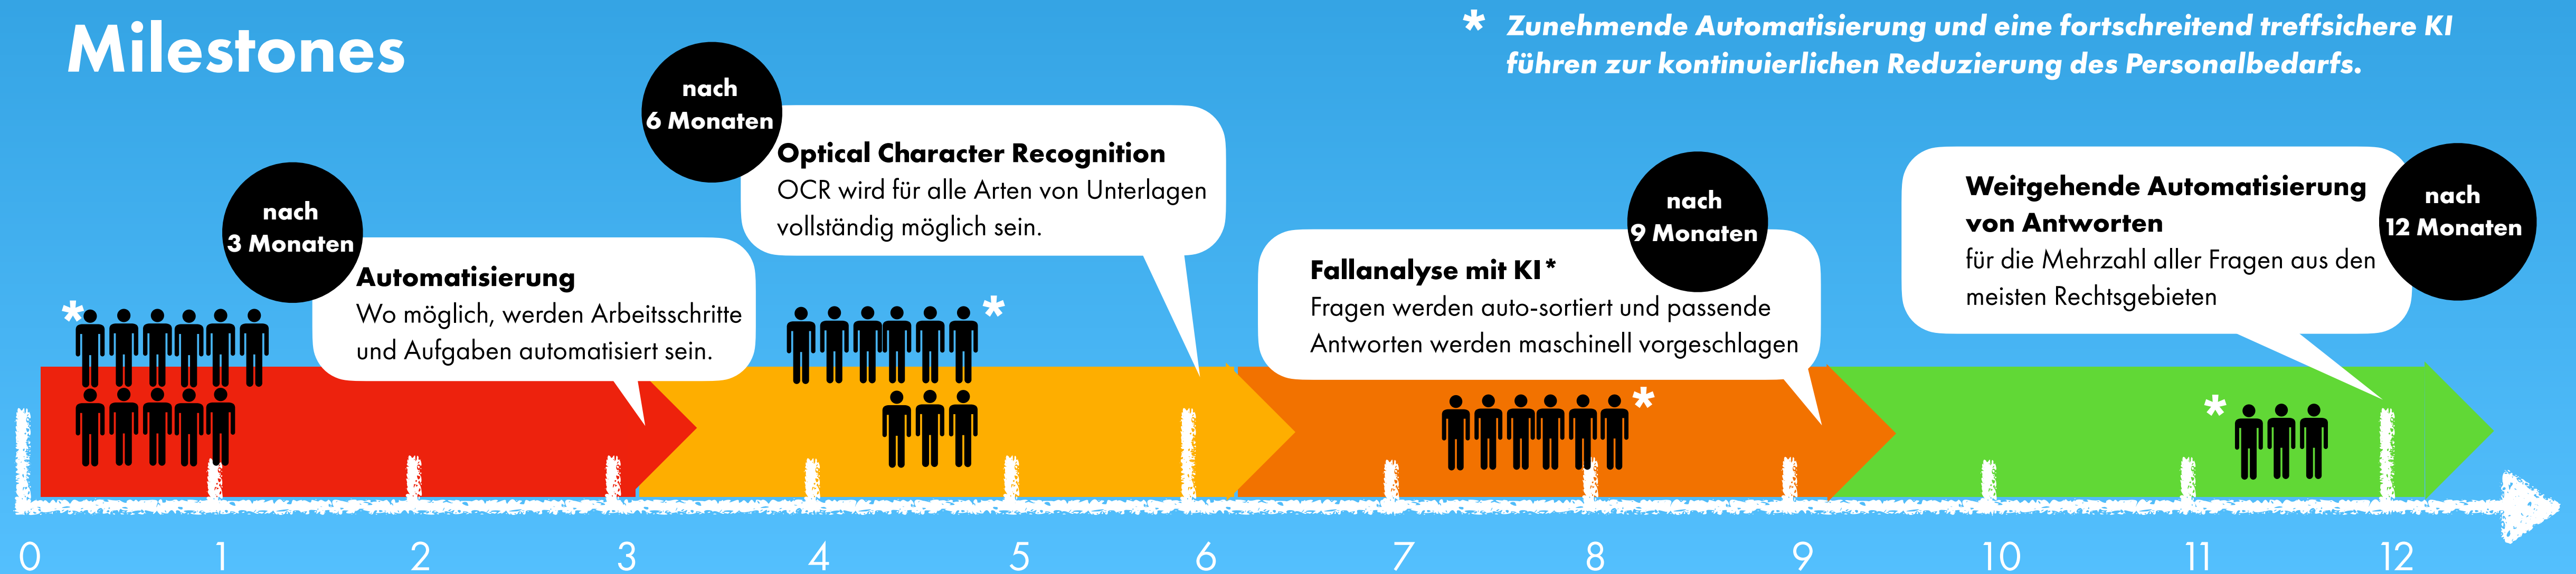 Milestones
* Zunehmende Automatisierung und eine fortschreitend treffsichere KI
führen zur kontinuierlichen Reduzierung des Personalbedarfs.
nach
3 Monaten
Automatisierung
Wo möglich, werden Arbeitsschritte
und Aufgaben automatisiert sein.
nach
6 Monaten
Optical Character Recognition
OCR wird für alle Arten von Unterlagen
vollständig möglich sein.
nach
9 Monaten
Fallanalyse mit KI*
Fragen werden auto-sortiert und passende
Antworten werden maschinell vorgeschlagen
nach
12 Monaten
Weitgehende Automatisierung
von Antworten
für die Mehrzahl aller Fragen aus den
meisten Rechtsgebieten
*
*
*
*
0 1 2 3 4 5 6 7 8 9 10 11 12